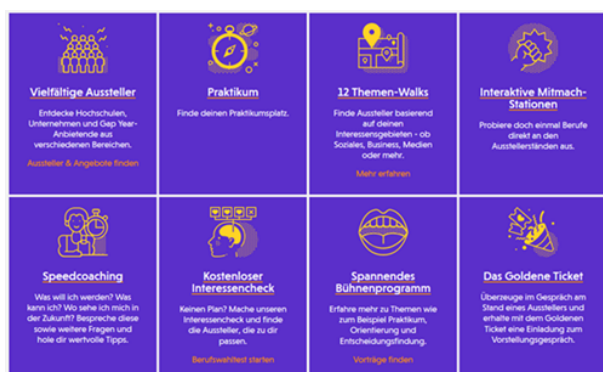 Vielfältige Aussteller
Entdecke Hochschulen,
Unternehmen und Gap Year-
Anbietende aus
verschiedenen Bereichen.
Aussteller & Angebote finden
Praktikum
Finde deinen Praktikumsplatz.
12 Themen-Walks
Finde Aussteller basierend
auf deinen
Interessensgebieten - ob
Soziales, Business, Medien
oder mehr.
Mehr erfahren
Interaktive Mitmach-
Stationen
Probiere doch einmal Berufe
direkt an den
Ausstellerständen aus.
Speedcoaching
Was will ich werden? Was
kann ich? Wo sehe ich mich in
der Zukunft? Bespreche diese
sowie weitere Fragen und
hole dir wertvolle Tipps.
Kostenloser
Interessencheck
Keinen Plan? Mache unseren
Interessencheck und finde
die Aussteller, die zu dir
passen.
Berufswahltest starten
Spannendes
Bühnenprogramm
Erfahre mehr zu Themen wie
zum Beispiel Praktikum,
Orientierung und
Entscheidungsfindung.
Vorträge finden
Das Goldene Ticket
Überzeuge im Gespräch am
Stand eines Ausstellers und
erhalte mit dem Goldenen
Ticket eine Einladung zum
Vorstellungsgespräch.